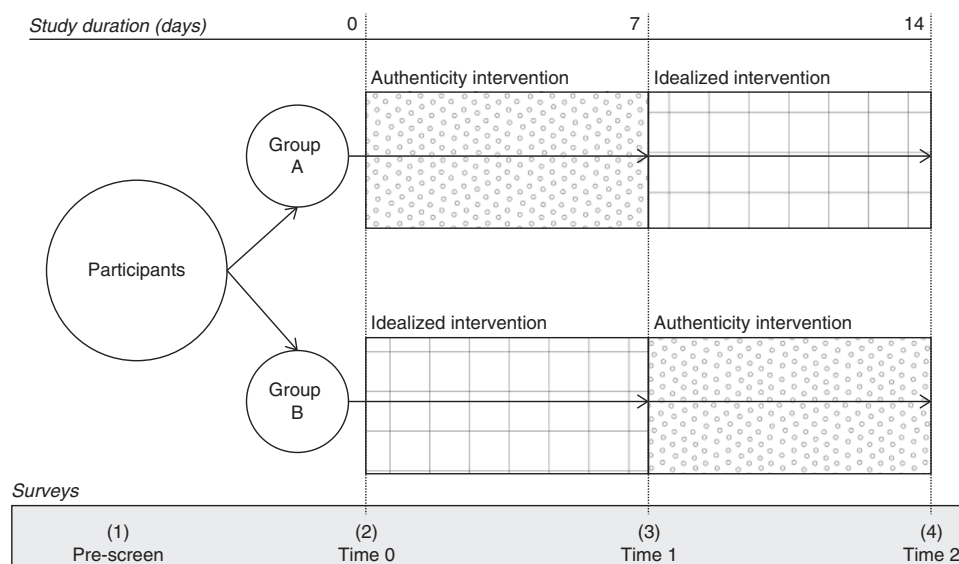 Study duration (days) 0 7 14
Authenticity intervention Idealized intervention
Group
A
Participants
Idealized intervention Authenticity intervention
Group
B
Surveys
(1) (2) (3) (4)
Pre-screen Time 0 Time 1 Time 2